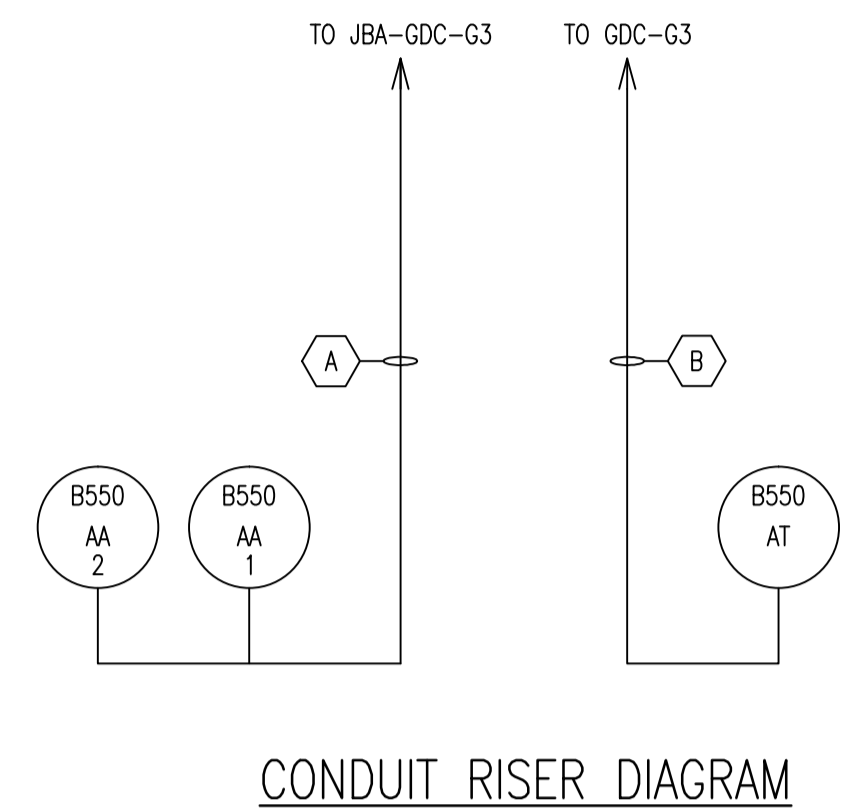 TO JBA-GDC-G3
TO GDC-G3
A
B
B550
AA
2
B550
AA
1
B550
AT
CONDUIT RISER DIAGRAM